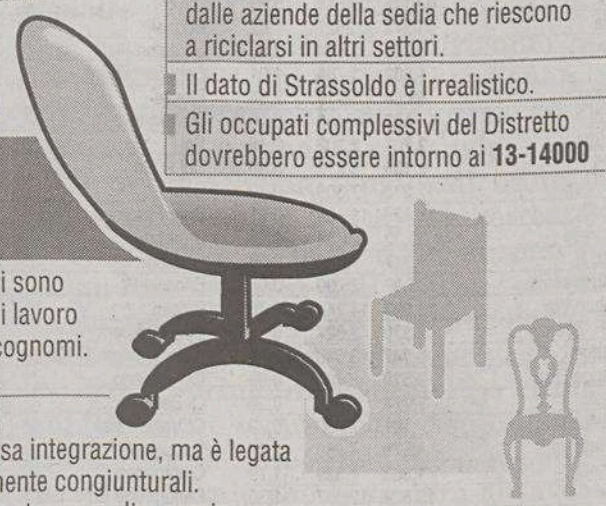 dalle aziende della sedia che riescono
a riciclarsi in altri settori.
Il dato di Strassoldo è irrealistico.
Gli occupati complessivi del Distretto
dovrebbero essere intorno ai 13-14000
i sono
i lavoro
cognomi.
sa integrazione, ma è legata
mente congiunturali.